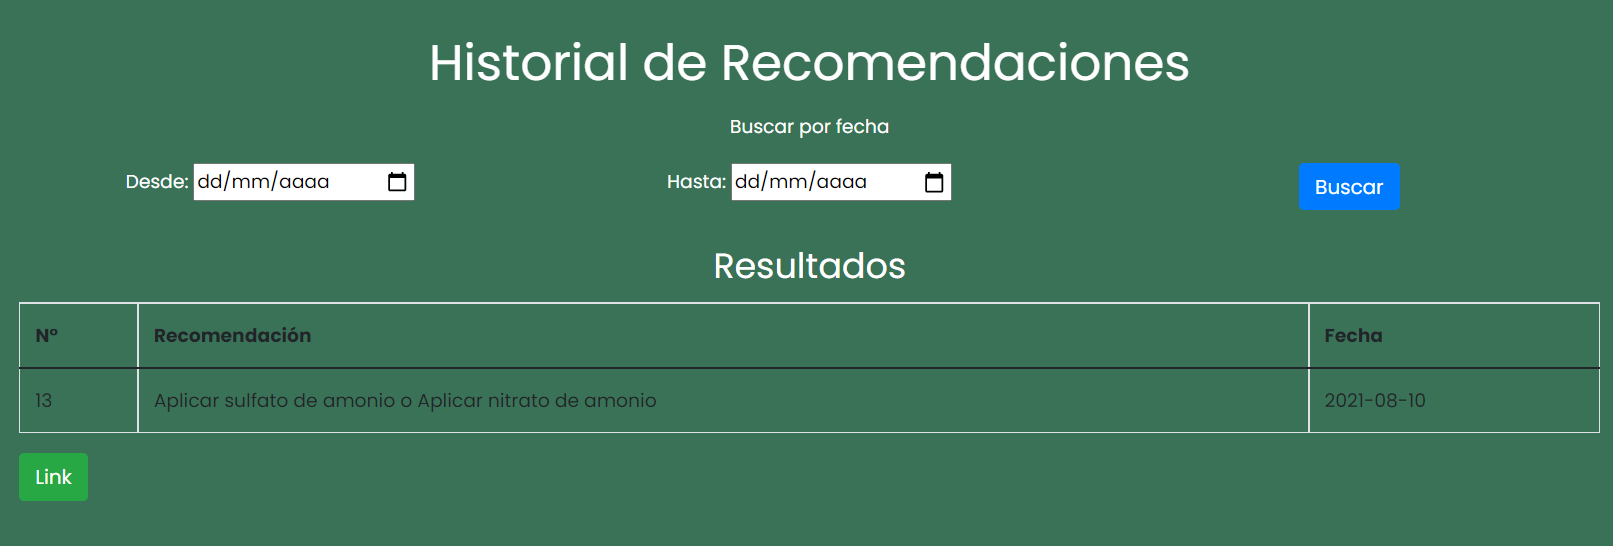 Historial de Recomendaciones
Buscar por fecha
Desde: dd/mm/aaaa Hasta: dd/mm/aaaa Buscar
Resultados
Nº Recomendación Fecha
13 Aplicar sulfato de amonio o Aplicar nitrato de amonio 2021-08-10
Link